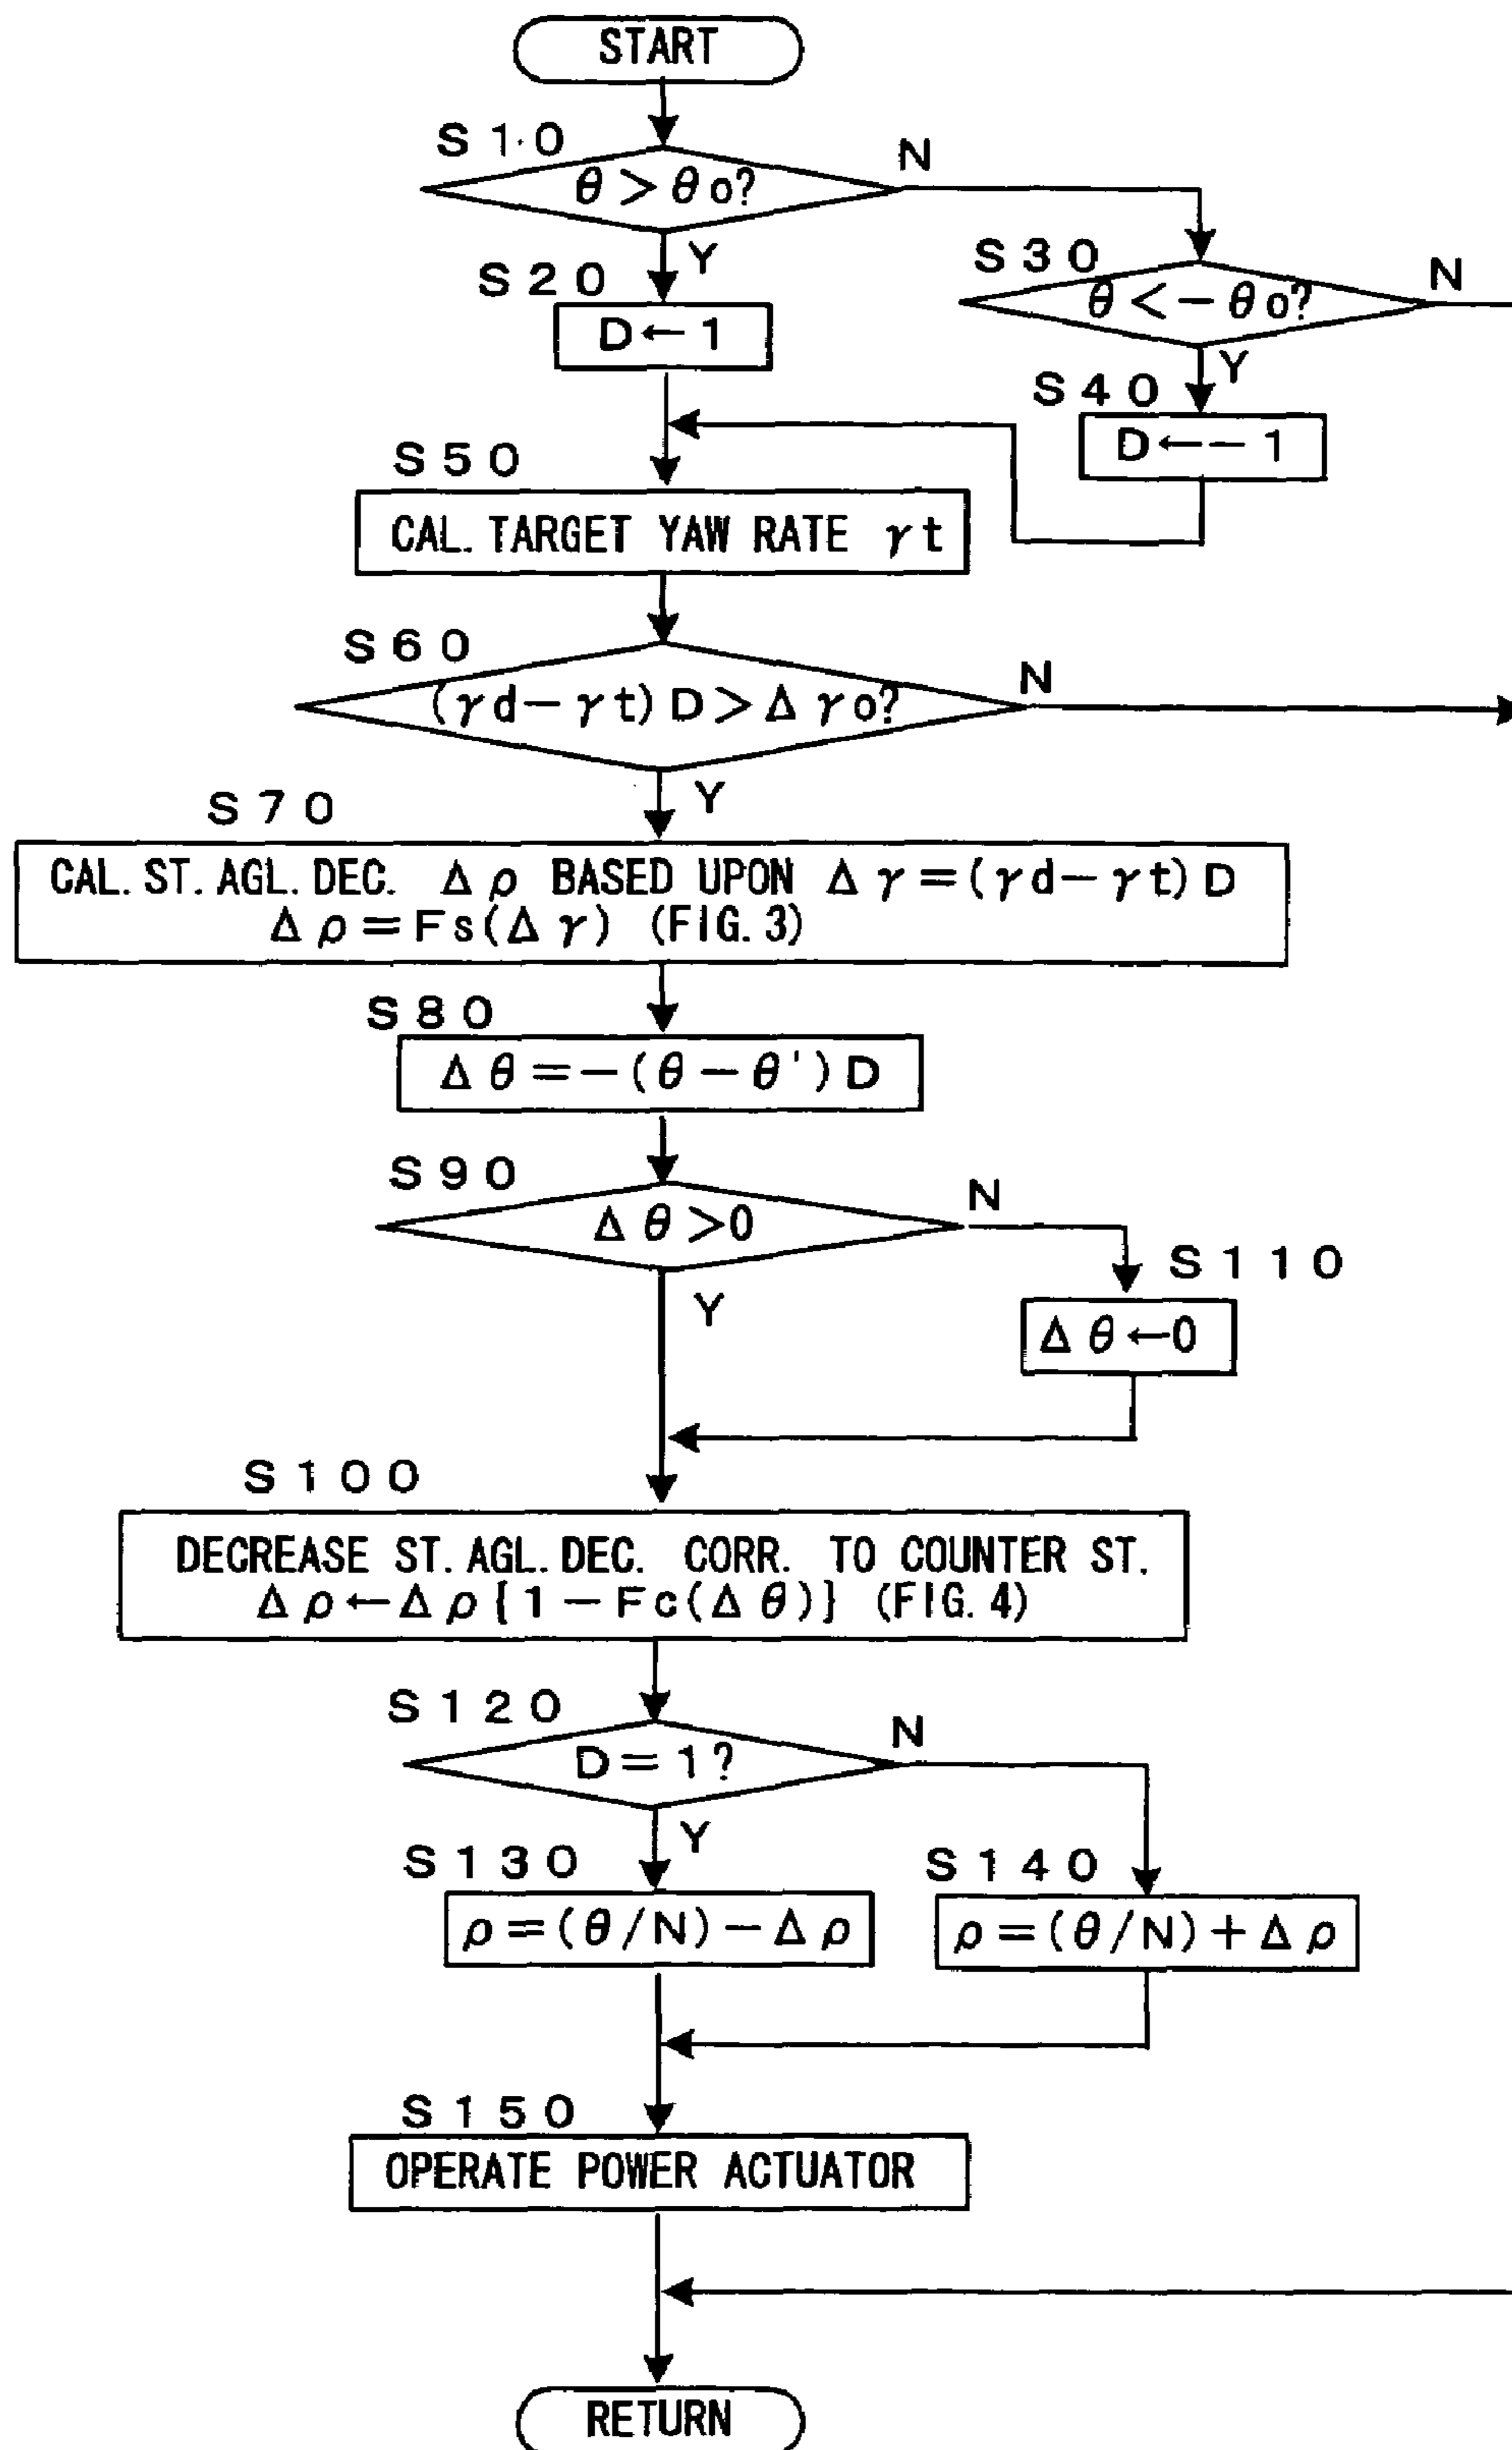 START
S10
θ > θo?
N
Y
S20
D←1
S30
θ < −θo?
N
Y
S40
D←−1
S50
CAL. TARGET YAW RATE γt
S60
(γd−γt) D > Δγo?
N
Y
S70
CAL. ST. AGL. DEC. Δρ BASED UPON Δγ=(γd−γt) D
Δρ=Fs(Δγ) (FIG. 3)
S80
Δθ=−(θ−θ')D
S90
Δθ>0
N
Y
S110
Δθ←0
S100
DECREASE ST. AGL. DEC. CORR. TO COUNTER ST.
Δρ←Δρ{1−Fc(Δθ)} (FIG. 4)
S120
D=1?
N
Y
S130
ρ=(θ/N)−Δρ
S140
ρ=(θ/N)+Δρ
S150
OPERATE POWER ACTUATOR
RETURN